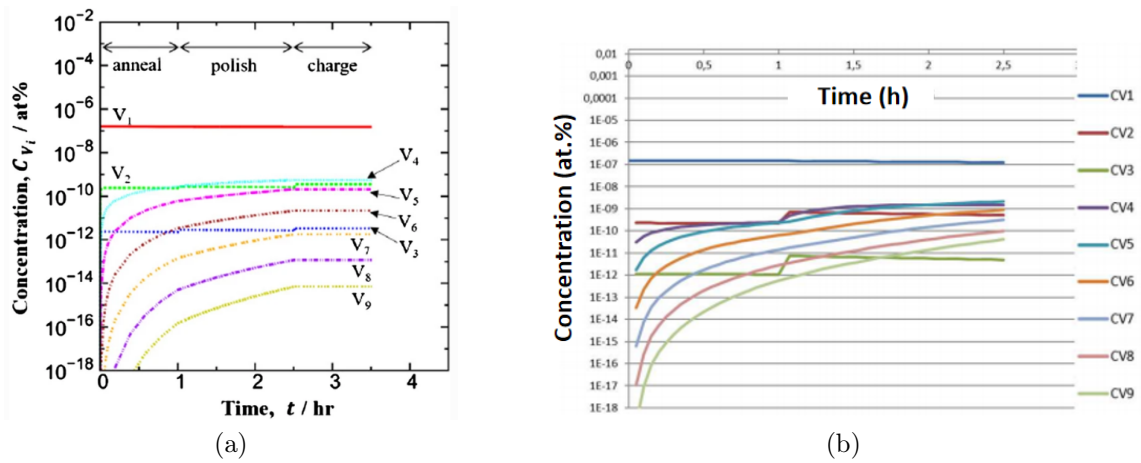 10⁻²
10⁻⁴
10⁻⁶
10⁻⁸
10⁻¹⁰
10⁻¹²
10⁻¹⁴
10⁻¹⁶
10⁻¹⁸
Concentration, C_{V_i} / at%
anneal polish charge
V₁
V₂
V₄
V₅
V₆
V₃
V₇
V₈
V₉
0 1 2 3 4
Time, t / hr
(a)
0,01
0,001
0,0001
1E-05
1E-06
1E-07
1E-08
1E-09
1E-10
1E-11
1E-12
1E-13
1E-14
1E-15
1E-16
1E-17
1E-18
Concentration (at.%)
0 0,5 1 1,5 2 2,5
Time (h)
CV1
CV2
CV3
CV4
CV5
CV6
CV7
CV8
CV9
(b)